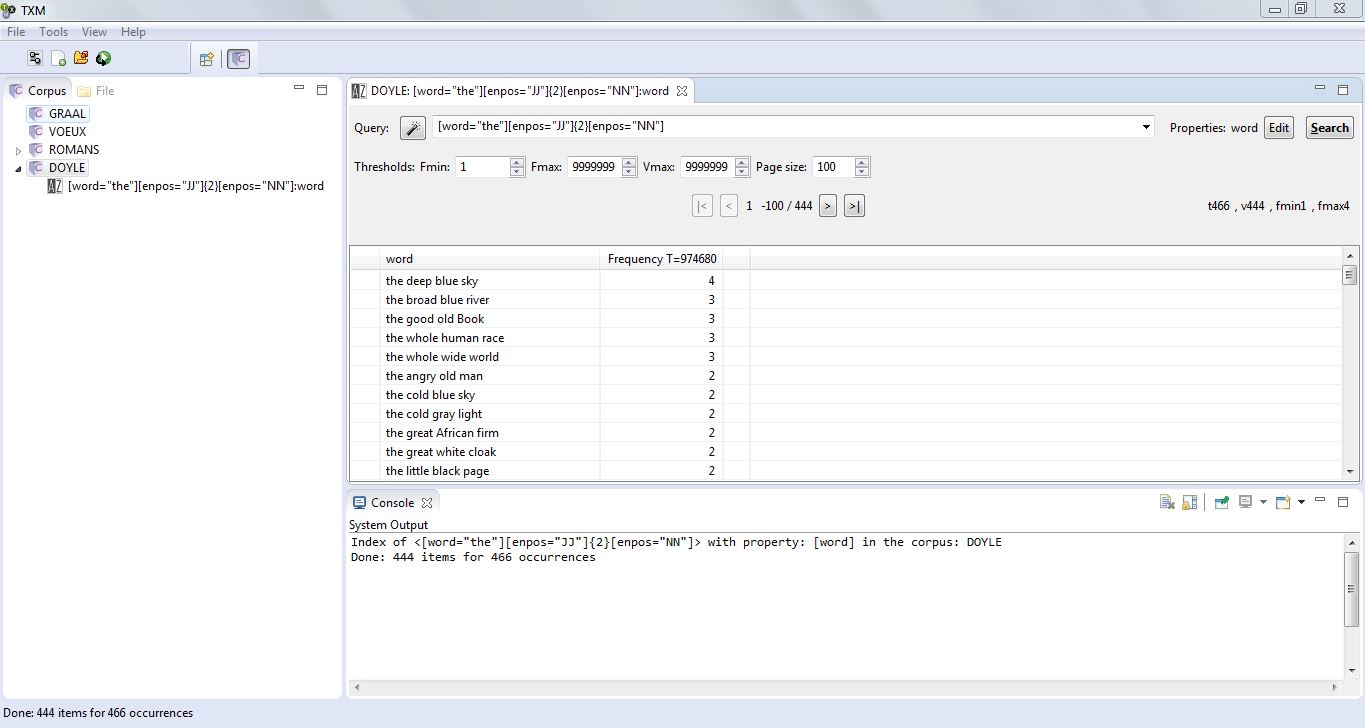 TXM
File Tools View Help
Corpus File
GRAAL
VOEUX
ROMANS
DOYLE
AZ [word="the"][enpos="JJ"]{2}[enpos="NN"]:word
AZ DOYLE: [word="the"][enpos="JJ"]{2}[enpos="NN"]:word
Query: [word="the"][enpos="JJ"]{2}[enpos="NN"] Properties: word Edit Search
Thresholds: Fmin: 1 Fmax: 9999999 Vmax: 9999999 Page size: 100
|< < 1 -100 / 444 > >| t466 , v444 , fmin1 , fmax4
word Frequency T=974680
the deep blue sky 4
the broad blue river 3
the good old Book 3
the whole human race 3
the whole wide world 3
the angry old man 2
the cold blue sky 2
the cold gray light 2
the great African firm 2
the great white cloak 2
the little black page 2
Console
System Output
Index of <[word="the"][enpos="JJ"]{2}[enpos="NN"]> with property: [word] in the corpus: DOYLE
Done: 444 items for 466 occurrences
Done: 444 items for 466 occurrences